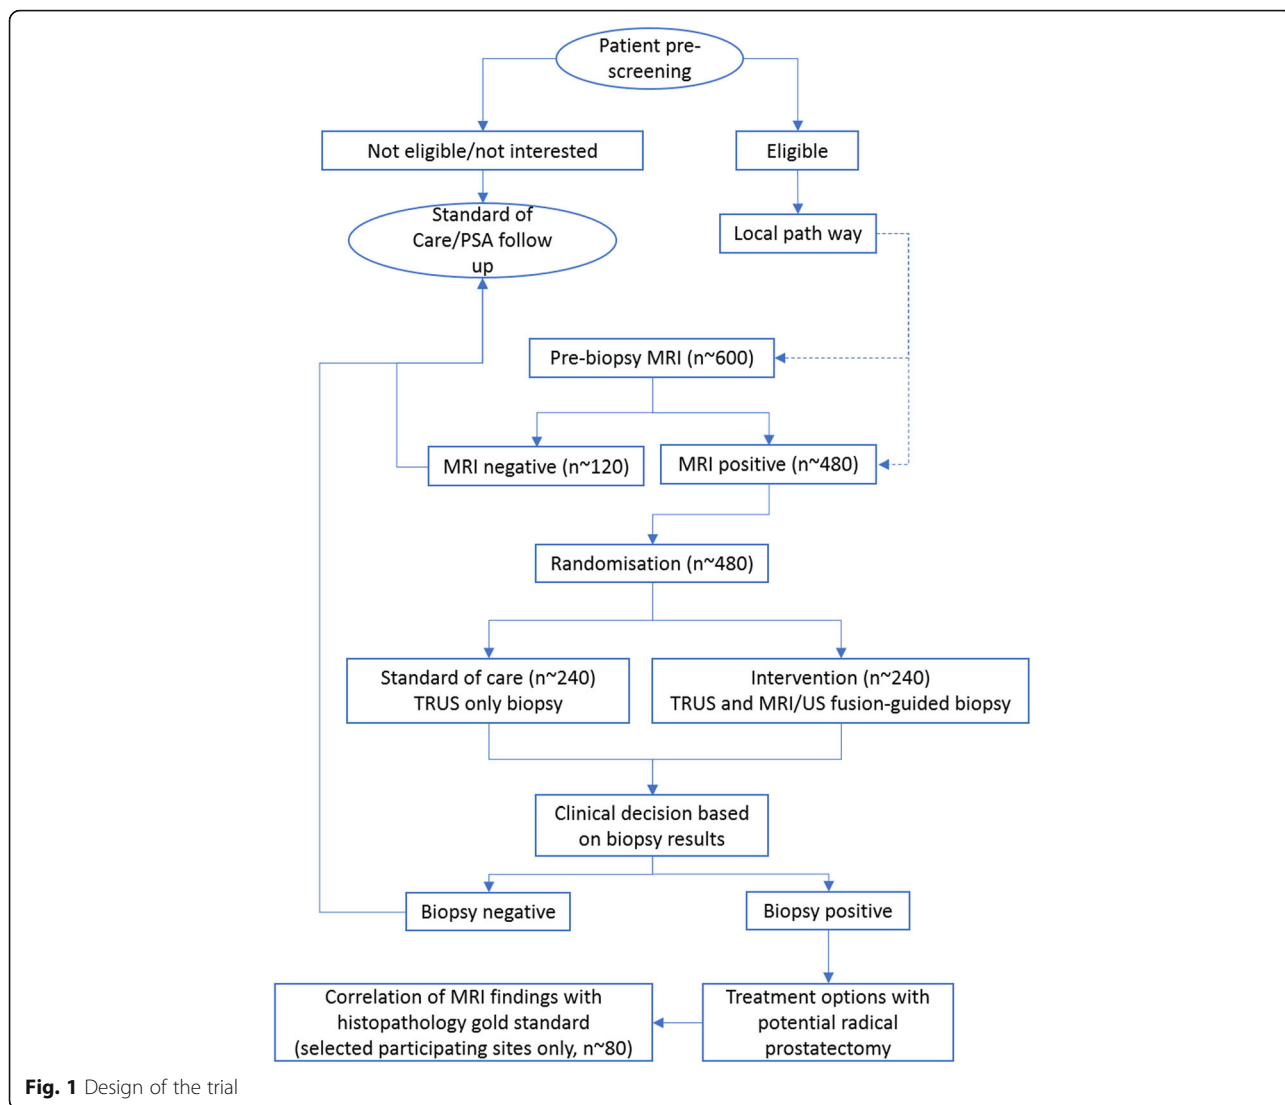 Patient pre-
screening
Not eligible/not interested
Eligible
Standard of
Care/PSA follow
up
Local path way
Pre-biopsy MRI (n~600)
MRI negative (n~120)
MRI positive (n~480)
Randomisation (n~480)
Standard of care (n~240)
TRUS only biopsy
Intervention (n~240)
TRUS and MRI/US fusion-guided biopsy
Clinical decision based
on biopsy results
Biopsy negative
Biopsy positive
Correlation of MRI findings with
histopathology gold standard
(selected participating sites only, n~80)
Treatment options with
potential radical
prostatectomy
Fig. 1 Design of the trial